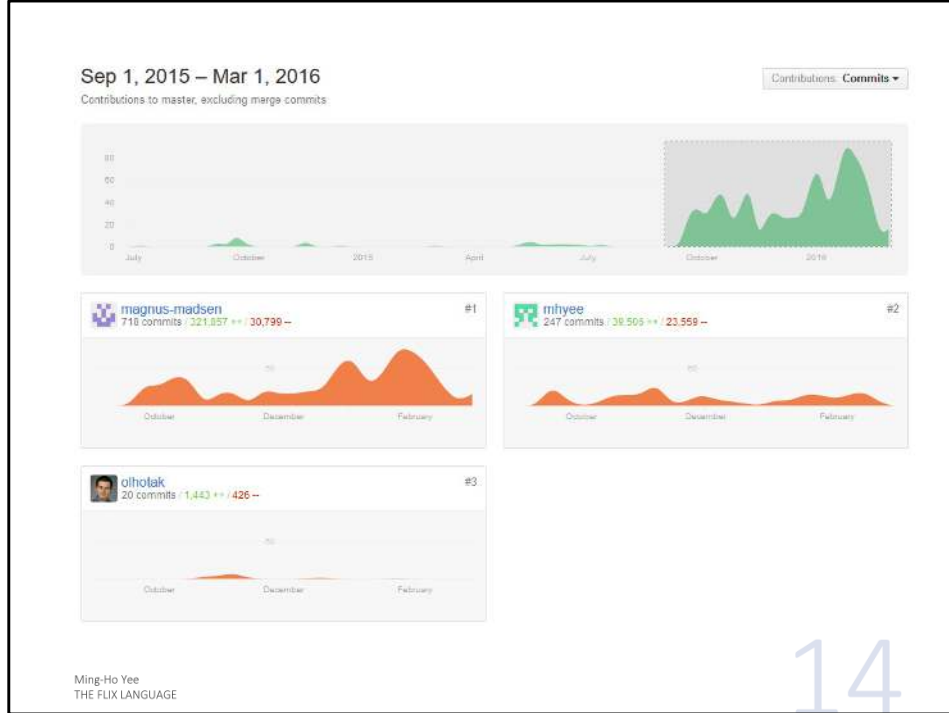 Sep 1, 2015 – Mar 1, 2016
Contributions: Commits
Contributions to master, excluding merge commits
80
60
40
20
0
July October 2015 April July October 2016
magnus-madsen #1
718 commits / 321,857 ++ / 30,799 --
50
October December February
mhyee #2
247 commits / 39,506 ++ / 23,559 --
50
October December February
olhotak #3
20 commits / 1,443 ++ / 426 --
50
October December February
Ming-Ho Yee
THE FLIX LANGUAGE
14